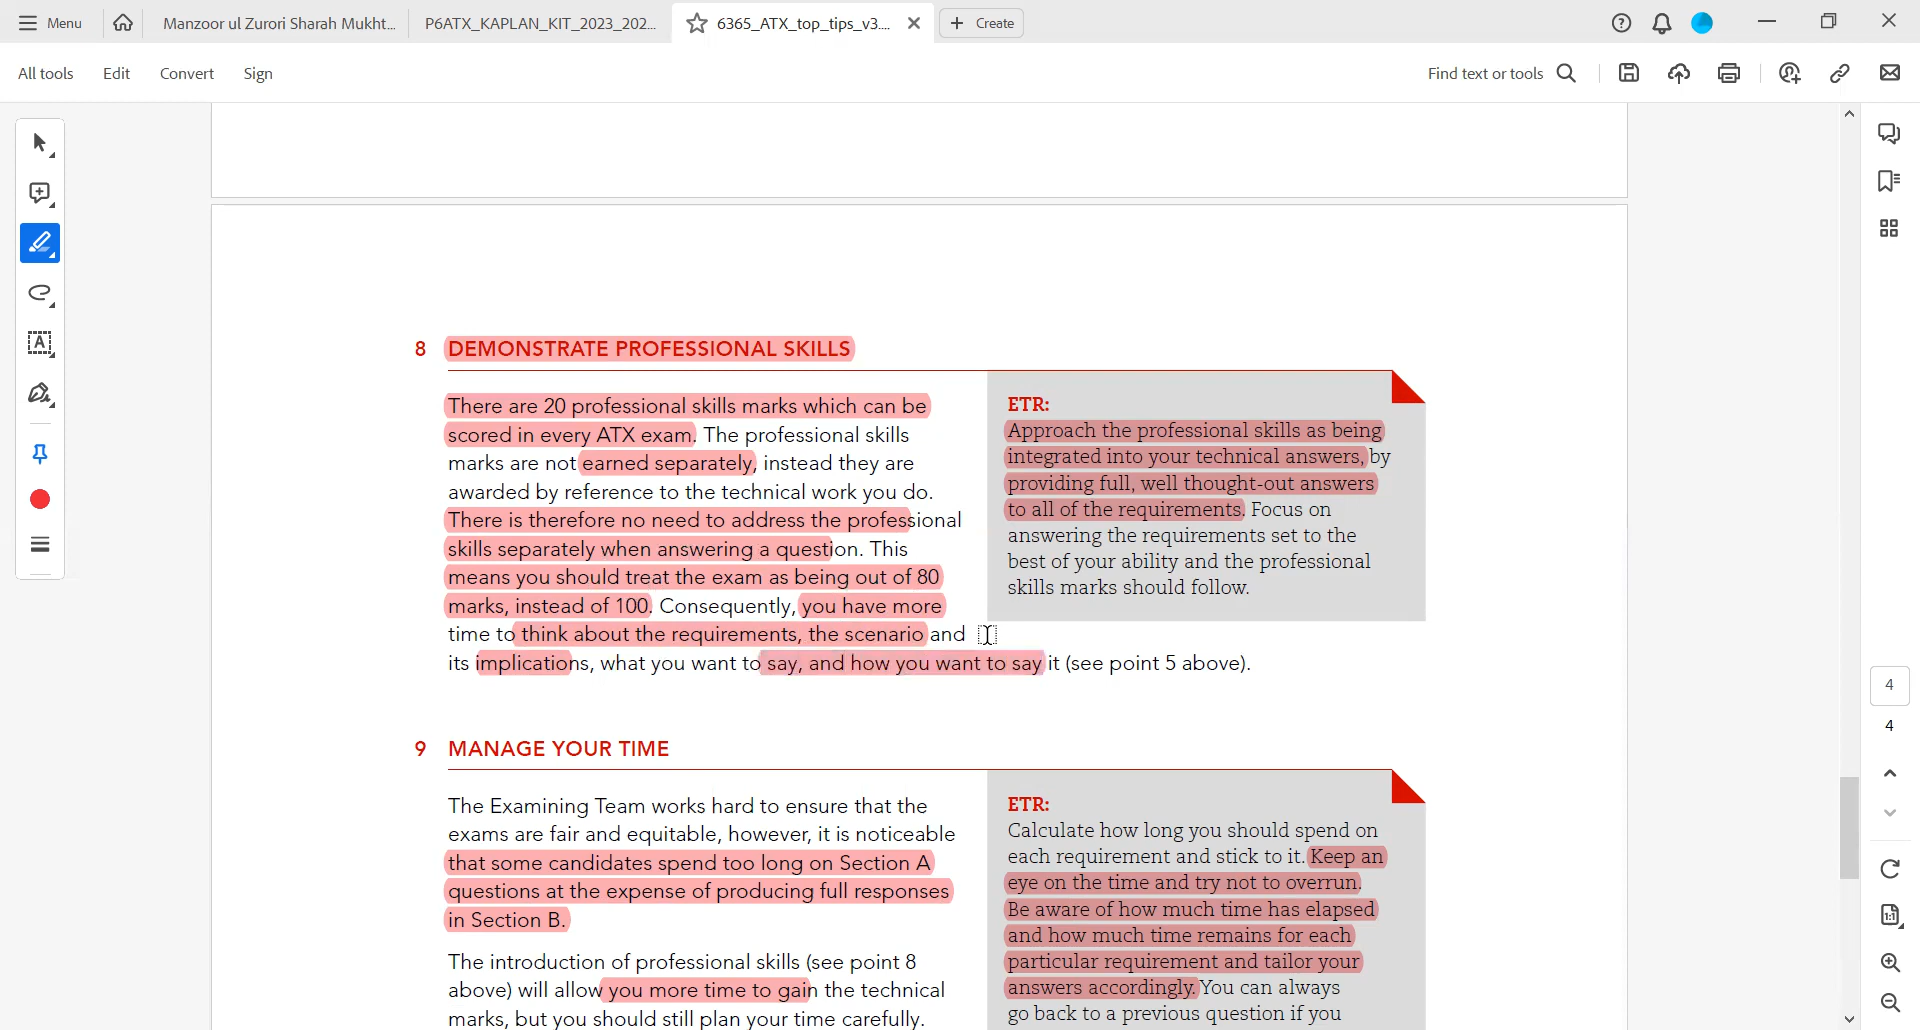 Menu
Manzoor ul Zurori Sharah Mukht...
P6ATX_KAPLAN_KIT_2023_202...
6365_ATX_top_tips_v3....
Create
All tools
Edit
Convert
Sign
Find text or tools
8 DEMONSTRATE PROFESSIONAL SKILLS
There are 20 professional skills marks which can be
scored in every ATX exam. The professional skills
marks are not earned separately, instead they are
awarded by reference to the technical work you do.
There is therefore no need to address the professional
skills separately when answering a question. This
means you should treat the exam as being out of 80
marks, instead of 100. Consequently, you have more
time to think about the requirements, the scenario and
its implications, what you want to say, and how you want to say it (see point 5 above).
ETR:
Approach the professional skills as being
integrated into your technical answers, by
providing full, well thought-out answers
to all of the requirements. Focus on
answering the requirements set to the
best of your ability and the professional
skills marks should follow.
9 MANAGE YOUR TIME
The Examining Team works hard to ensure that the
exams are fair and equitable, however, it is noticeable
that some candidates spend too long on Section A
questions at the expense of producing full responses
in Section B.
The introduction of professional skills (see point 8
above) will allow you more time to gain the technical
marks, but you should still plan your time carefully.
ETR:
Calculate how long you should spend on
each requirement and stick to it. Keep an
eye on the time and try not to overrun.
Be aware of how much time has elapsed
and how much time remains for each
particular requirement and tailor your
answers accordingly. You can always
go back to a previous question if you
4
4